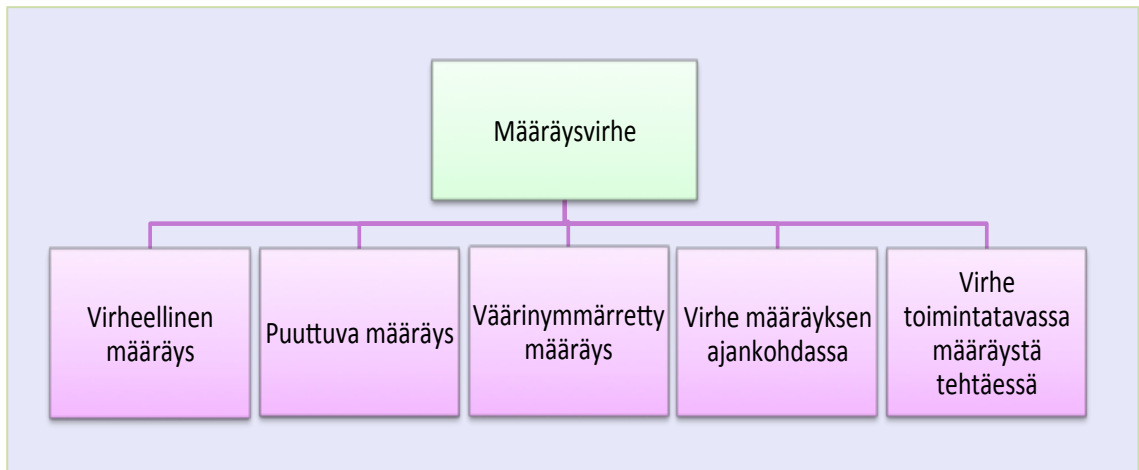 Määräysvirhe
Virheellinen
määräys
Puuttuva määräys
Väärinymmärretty
määräys
Virhe määräyksen
ajankohdassa
Virhe
toimintatavassa
määräystä
tehtäessä